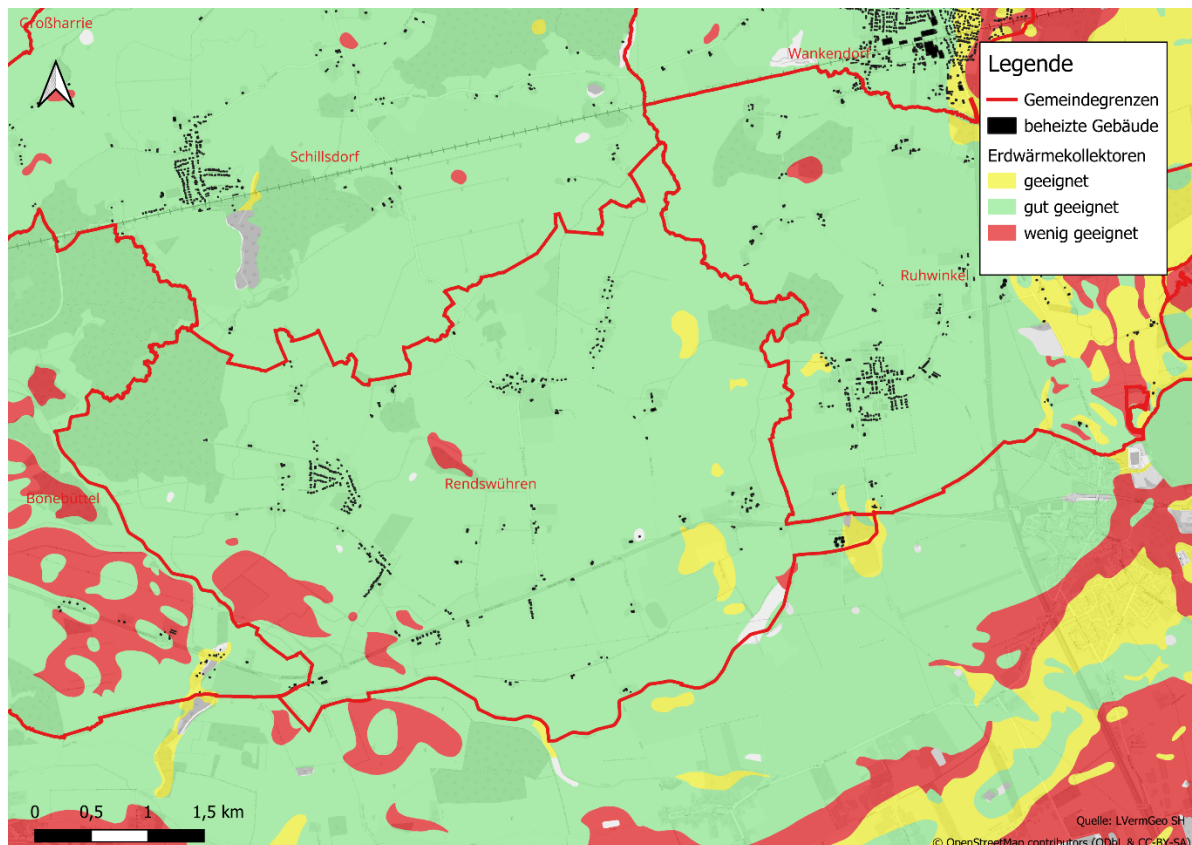 Großharrie
Wankendorf
Schillsdorf
Ruhwinkel
Rendswühren
Bönebüttel
Legende
Gemeindegrenzen
beheizte Gebäude
Erdwärmekollektoren
geeignet
gut geeignet
wenig geeignet
0 0,5 1 1,5 km
Quelle: LVermGeo SH
© OpenStreetMap contributors (ODbL & CC-BY-SA)